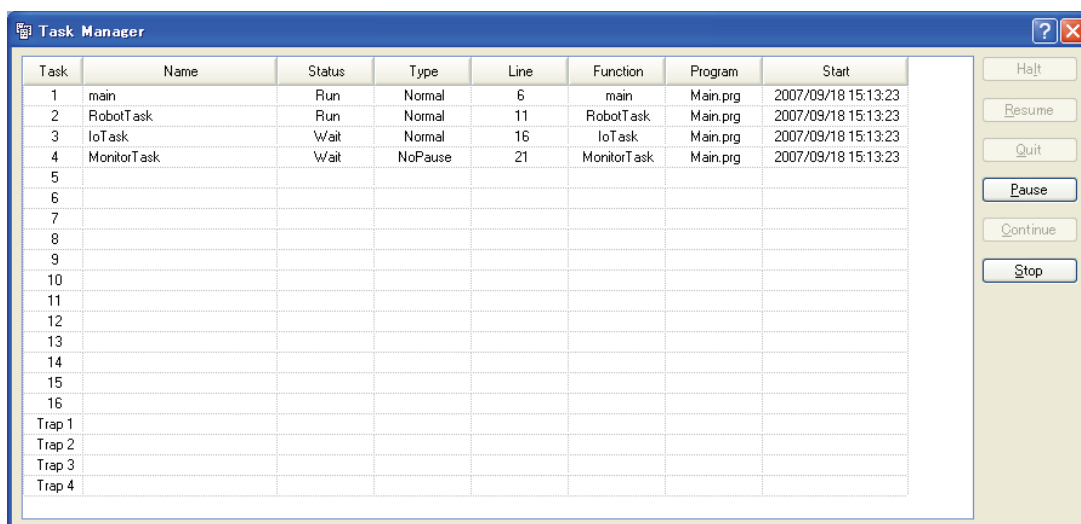 Task Manager
Task Name Status Type Line Function Program Start
1 main Run Normal 6 main Main.prg 2007/09/18 15:13:23
2 RobotTask Run Normal 11 RobotTask Main.prg 2007/09/18 15:13:23
3 IoTask Wait Normal 16 IoTask Main.prg 2007/09/18 15:13:23
4 MonitorTask Wait NoPause 21 MonitorTask Main.prg 2007/09/18 15:13:23
5
6
7
8
9
10
11
12
13
14
15
16
Trap 1
Trap 2
Trap 3
Trap 4
Halt
Resume
Quit
Pause
Continue
Stop